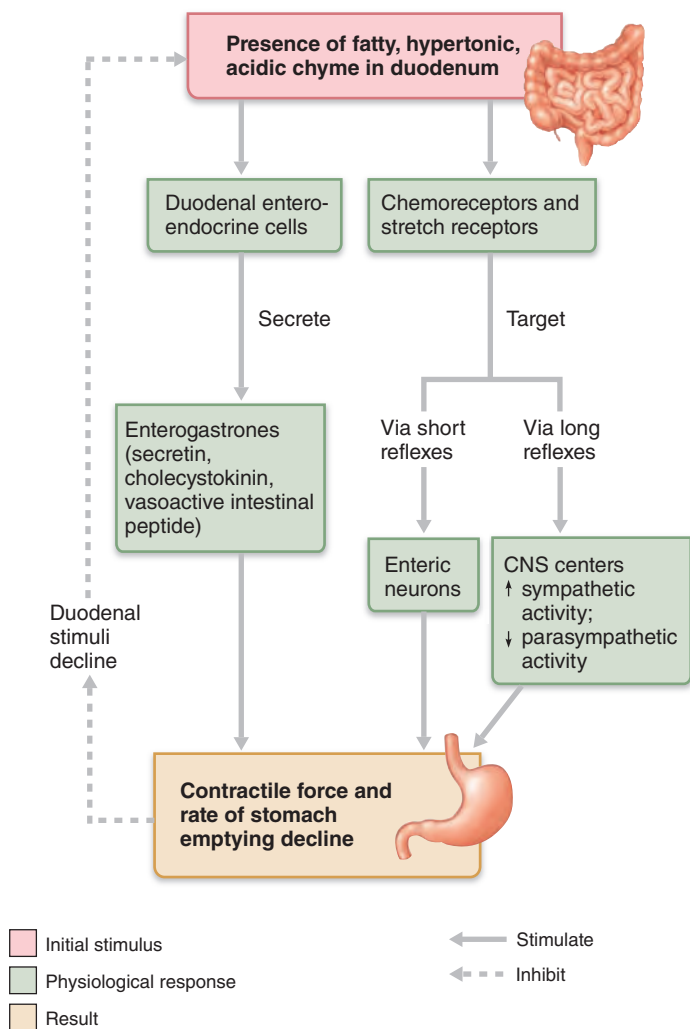 Presence of fatty, hypertonic,
acidic chyme in duodenum
Duodenal entero-
endocrine cells
Chemoreceptors and
stretch receptors
Secrete
Target
Via short
reflexes
Via long
reflexes
Enterogastrones
(secretin,
cholecystokinin,
vasoactive intestinal
peptide)
Enteric
neurons
CNS centers
↑ sympathetic
activity;
↓ parasympathetic
activity
Duodenal
stimuli
decline
Contractile force and
rate of stomach
emptying decline
Initial stimulus
Physiological response
Result
Stimulate
Inhibit